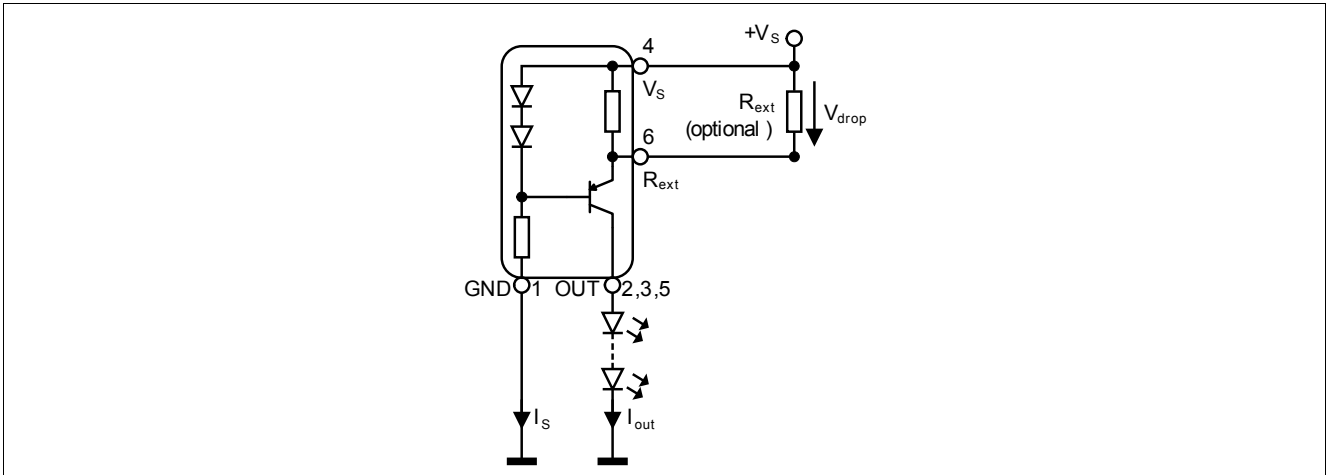 +VS
4
VS
Rext
(optional )
Vdrop
6
Rext
GND 1 OUT 2,3,5
IS
Iout